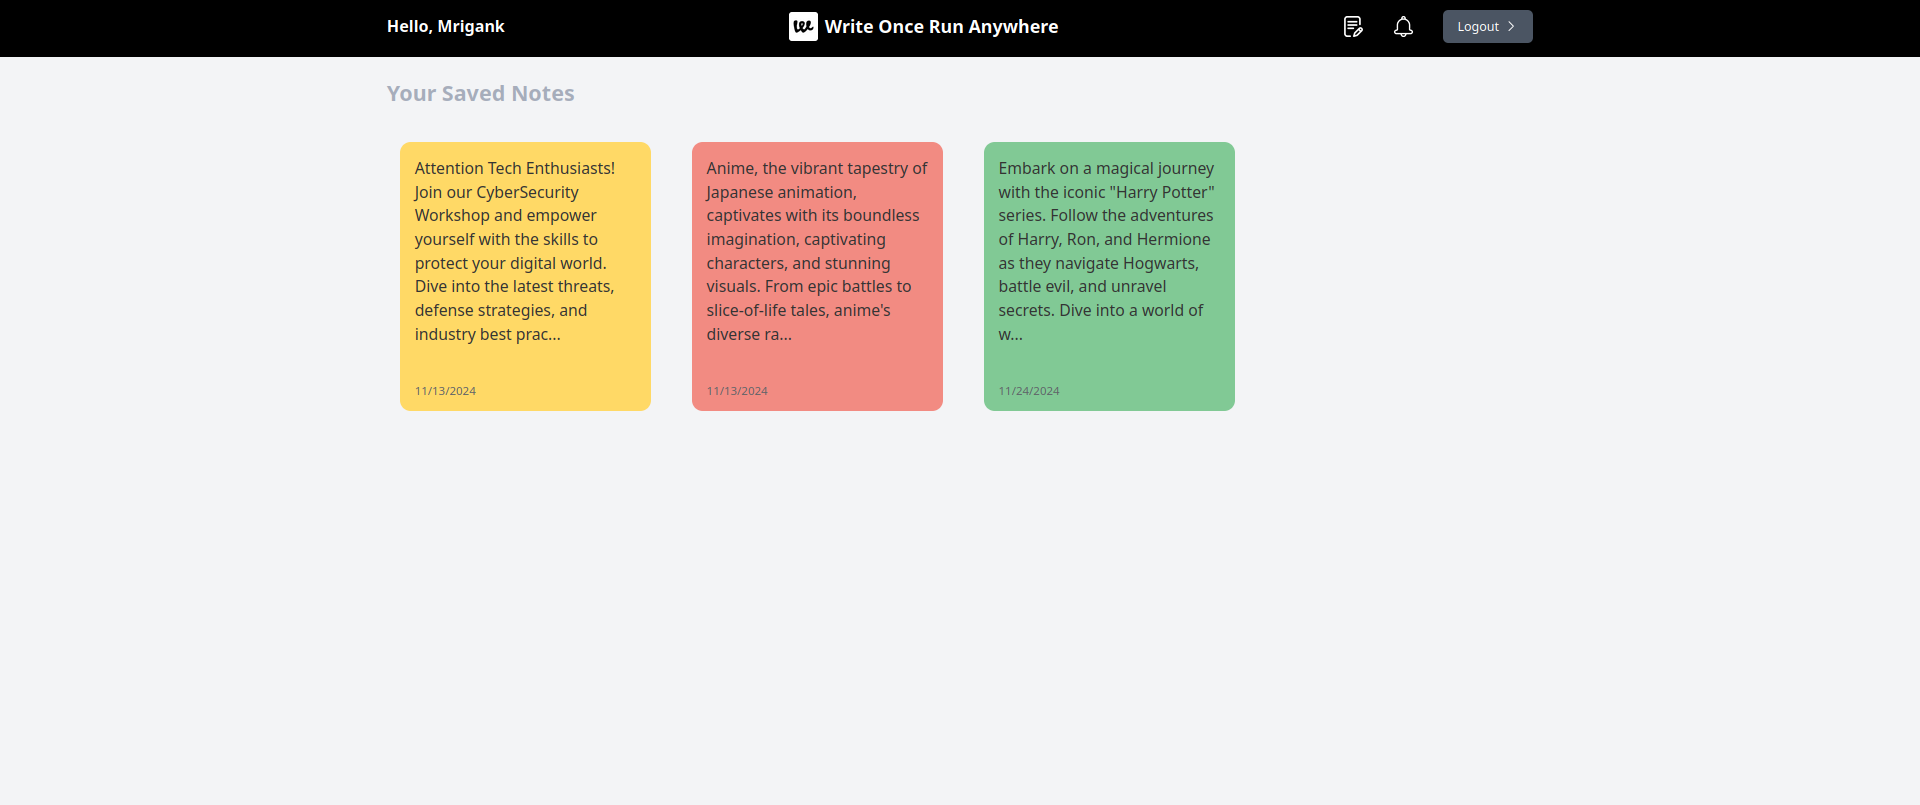 Hello, Mrigank
Write Once Run Anywhere
Logout
Your Saved Notes
Attention Tech Enthusiasts!
Join our CyberSecurity
Workshop and empower
yourself with the skills to
protect your digital world.
Dive into the latest threats,
defense strategies, and
industry best prac...
11/13/2024
Anime, the vibrant tapestry of
Japanese animation,
captivates with its boundless
imagination, captivating
characters, and stunning
visuals. From epic battles to
slice-of-life tales, anime's
diverse ra...
11/13/2024
Embark on a magical journey
with the iconic "Harry Potter"
series. Follow the adventures
of Harry, Ron, and Hermione
as they navigate Hogwarts,
battle evil, and unravel
secrets. Dive into a world of
w...
11/24/2024